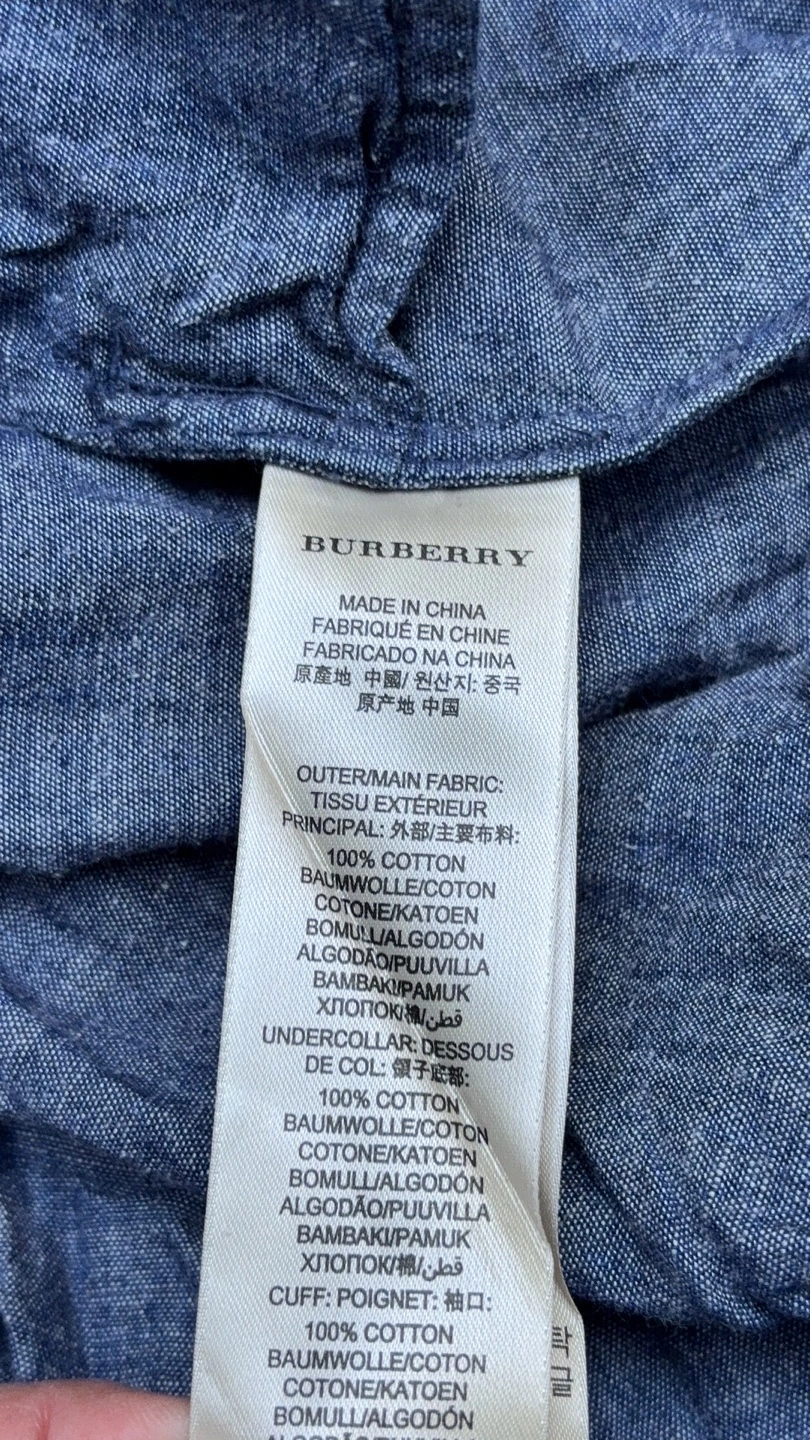 BURBERRY
MADE IN CHINA
FABRIQUÉ EN CHINE
FABRICADO NA CHINA
原產地 中國/ 원산지: 중국
原产地 中国
OUTER/MAIN FABRIC:
TISSU EXTÉRIEUR
PRINCIPAL: 外部/主要布料:
100% COTTON
BAUMWOLLE/COTON
COTONE/KATOEN
BOMULL/ALGODÓN
ALGODÃO/PUUVILLA
BAMBAKI/PAMUK
ХЛОПОК/棉/قطن
UNDERCOLLAR: DESSOUS
DE COL: 領子底部:
100% COTTON
BAUMWOLLE/COTON
COTONE/KATOEN
BOMULL/ALGODÓN
ALGODÃO/PUUVILLA
BAMBAKI/PAMUK
ХЛОПОК/棉/قطن
CUFF: POIGNET: 袖口:
100% COTTON
BAUMWOLLE/COTON
COTONE/KATOEN
BOMULL/ALGODÓN